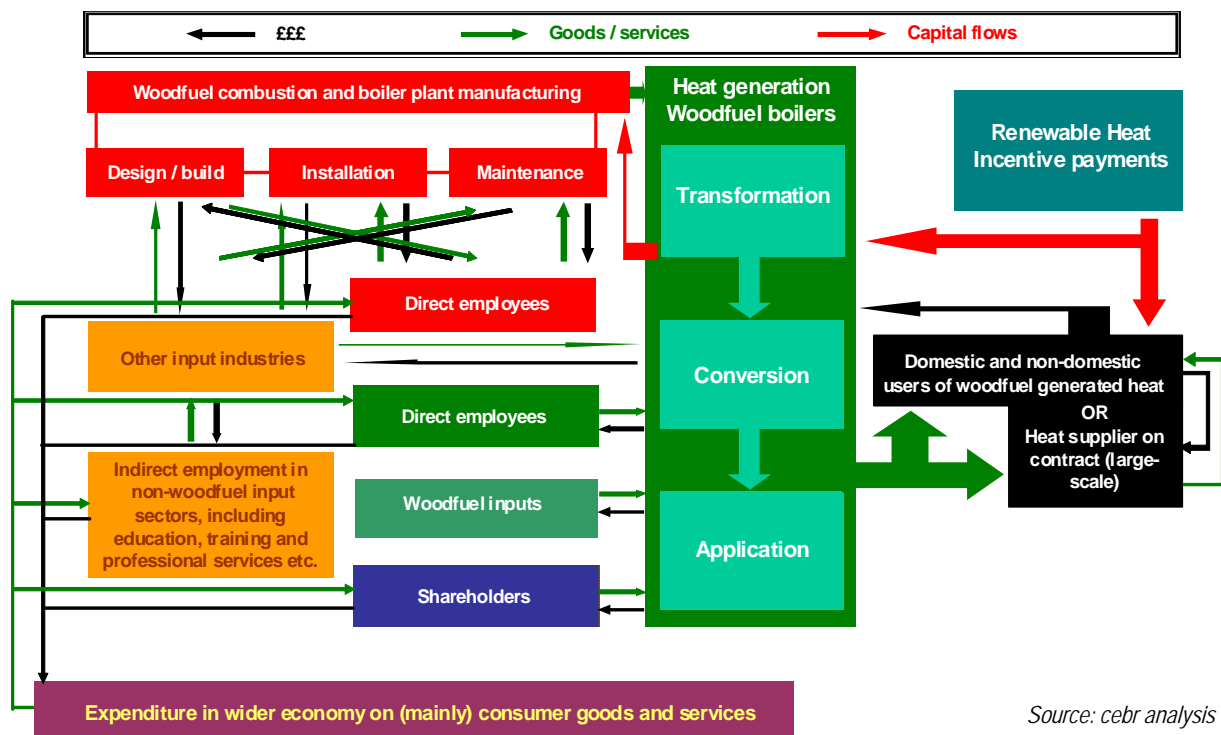 £££
Goods / services
Capital flows
Woodfuel combustion and boiler plant manufacturing
Design / build
Installation
Maintenance
Direct employees
Other input industries
Direct employees
Indirect employment in
non-woodfuel input
sectors, including
education, training and
professional services etc.
Woodfuel inputs
Shareholders
Heat generation
Woodfuel boilers
Transformation
Conversion
Application
Renewable Heat
Incentive payments
Domestic and non-domestic
users of woodfuel generated heat
OR
Heat supplier on
contract (large-
scale)
Expenditure in wider economy on (mainly) consumer goods and services
Source: cebr analysis